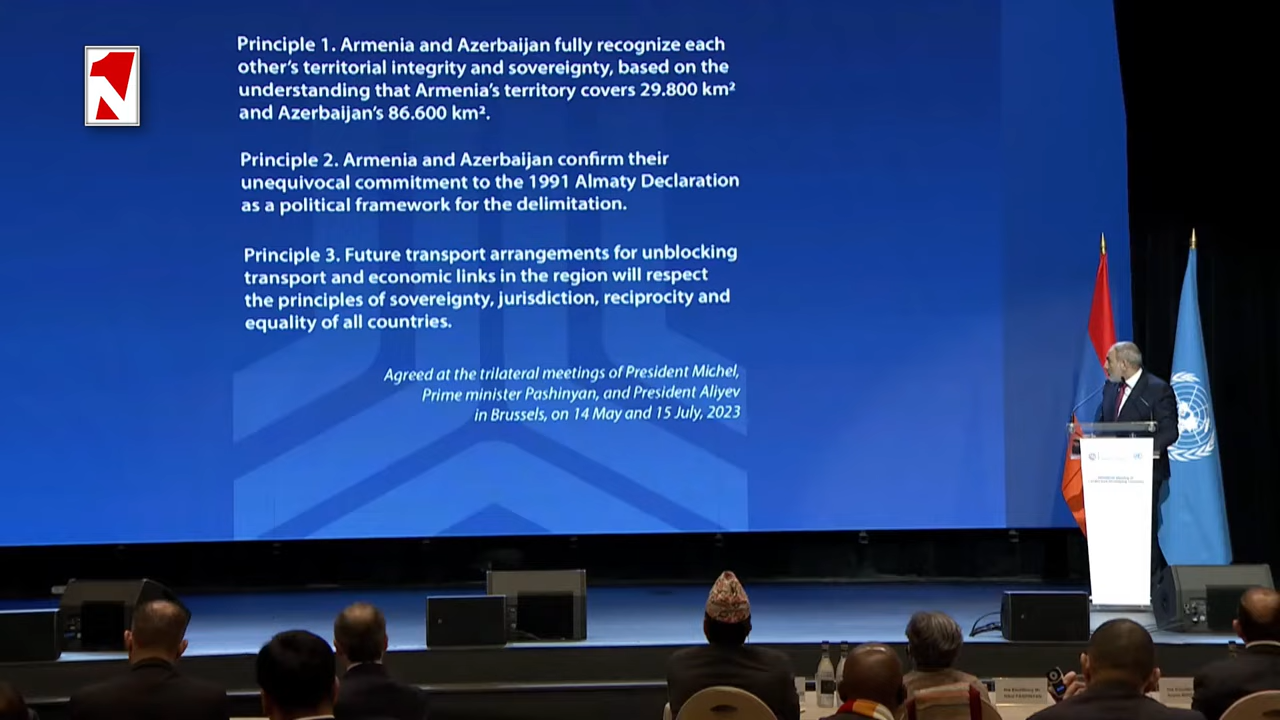 Principle 1. Armenia and Azerbaijan fully recognize each
other's territorial integrity and sovereignty, based on the
understanding that Armenia's territory covers 29.800 km²
and Azerbaijan's 86.600 km².
Principle 2. Armenia and Azerbaijan confirm their
unequivocal commitment to the 1991 Almaty Declaration
as a political framework for the delimitation.
Principle 3. Future transport arrangements for unblocking
transport and economic links in the region will respect
the principles of sovereignty, jurisdiction, reciprocity and
equality of all countries.
Agreed at the trilateral meetings of President Michel,
Prime minister Pashinyan, and President Aliyev
in Brussels, on 14 May and 15 July, 2023